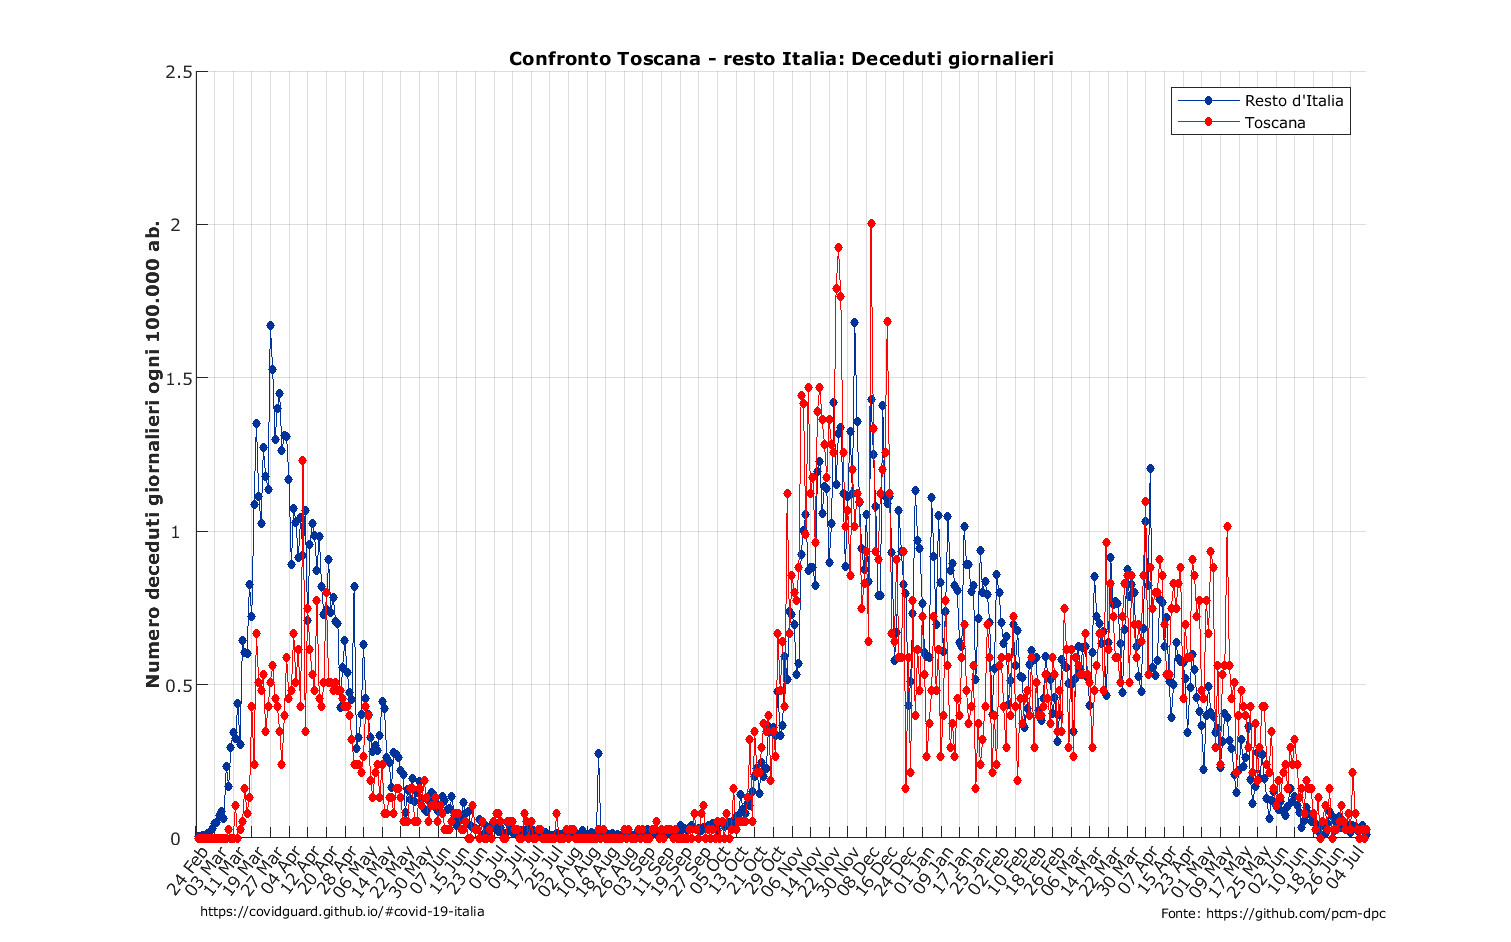 Confronto Toscana - resto Italia: Deceduti giornalieri
Resto d'Italia
Toscana
Numero deceduti giornalieri ogni 100.000 ab.
2.5
2
1.5
1
0.5
0
24 Feb
03 Mar
11 Mar
19 Mar
27 Mar
04 Apr
12 Apr
20 Apr
28 Apr
06 May
14 May
22 May
30 May
07 Jun
15 Jun
23 Jun
01 Jul
09 Jul
17 Jul
25 Jul
02 Aug
10 Aug
18 Aug
26 Aug
03 Sep
11 Sep
19 Sep
27 Sep
05 Oct
13 Oct
21 Oct
29 Oct
06 Nov
14 Nov
22 Nov
30 Nov
08 Dec
16 Dec
24 Dec
01 Jan
09 Jan
17 Jan
25 Jan
02 Feb
10 Feb
18 Feb
26 Feb
06 Mar
14 Mar
22 Mar
30 Mar
07 Apr
15 Apr
23 Apr
01 May
09 May
17 May
25 May
02 Jun
10 Jun
18 Jun
26 Jun
04 Jul
https://covidguard.github.io/#covid-19-italia
Fonte: https://github.com/pcm-dpc